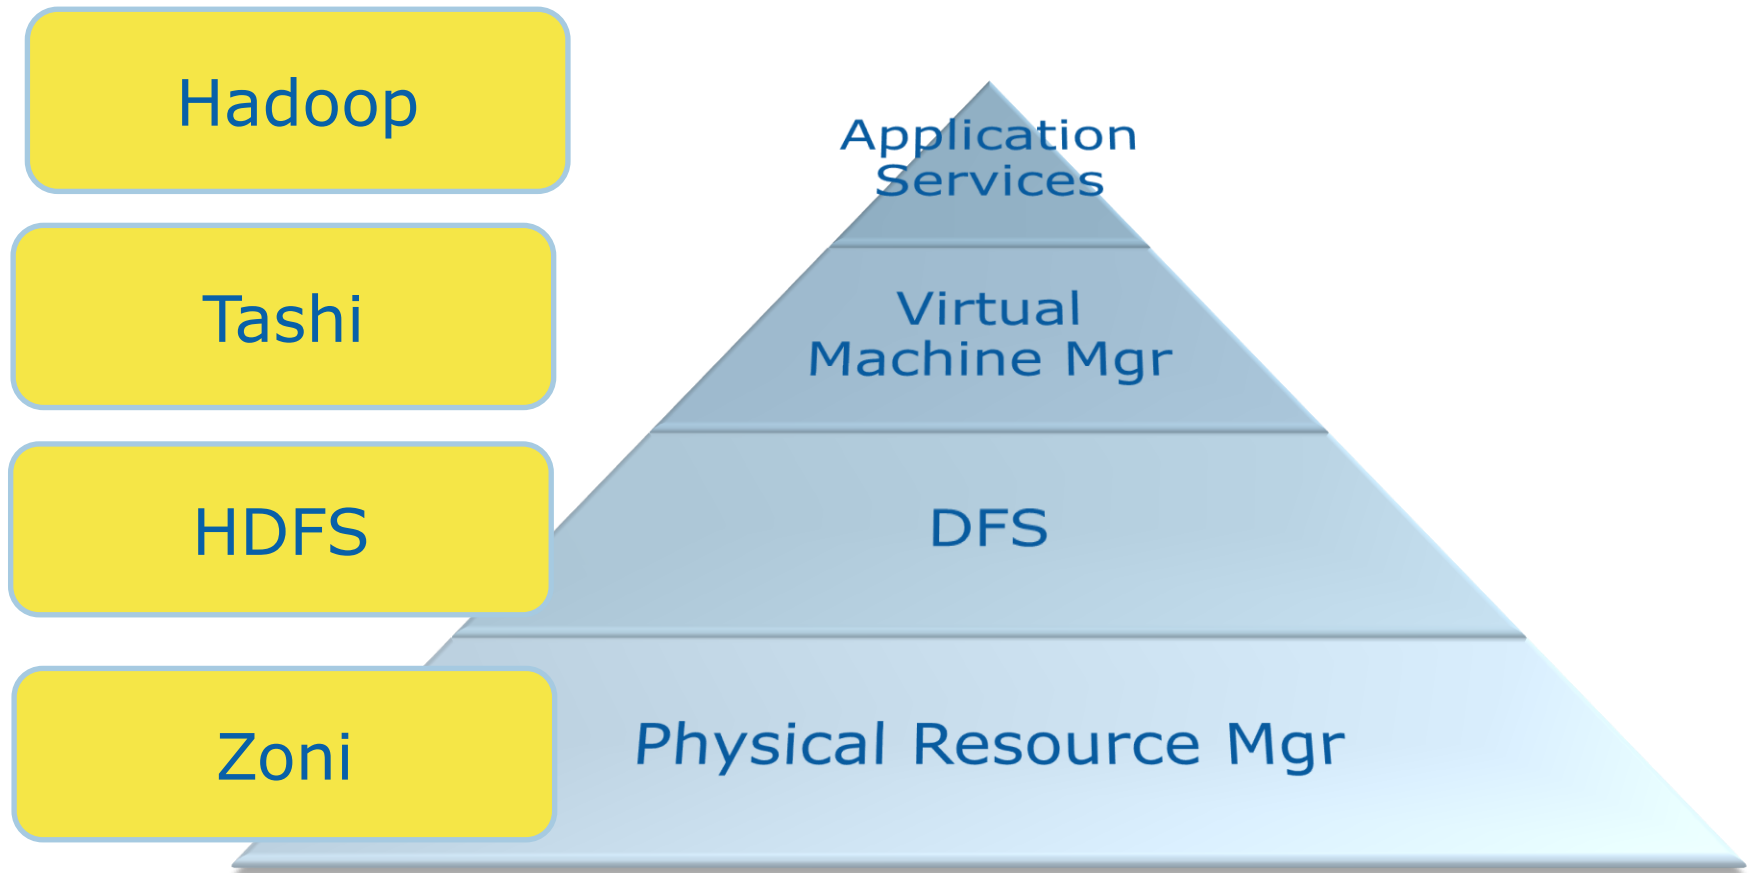 Hadoop
Application
Services
Tashi
Virtual
Machine Mgr
HDFS
DFS
Zoni
Physical Resource Mgr